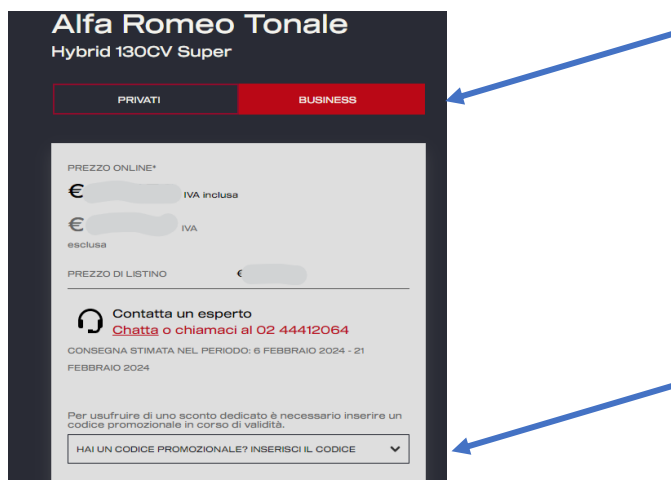 Alfa Romeo Tonale
Hybrid 130CV Super
PRIVATI
BUSINESS
PREZZO ONLINE*
€ IVA inclusa
€ IVA
esclusa
PREZZO DI LISTINO €
Contatta un esperto
Chatta o chiamaci al 02 44412064
CONSEGNA STIMATA NEL PERIODO: 6 FEBBRAIO 2024 - 21
FEBBRAIO 2024
Per usufruire di uno sconto dedicato è necessario inserire un
codice promozionale in corso di validità.
HAI UN CODICE PROMOZIONALE? INSERISCI IL CODICE